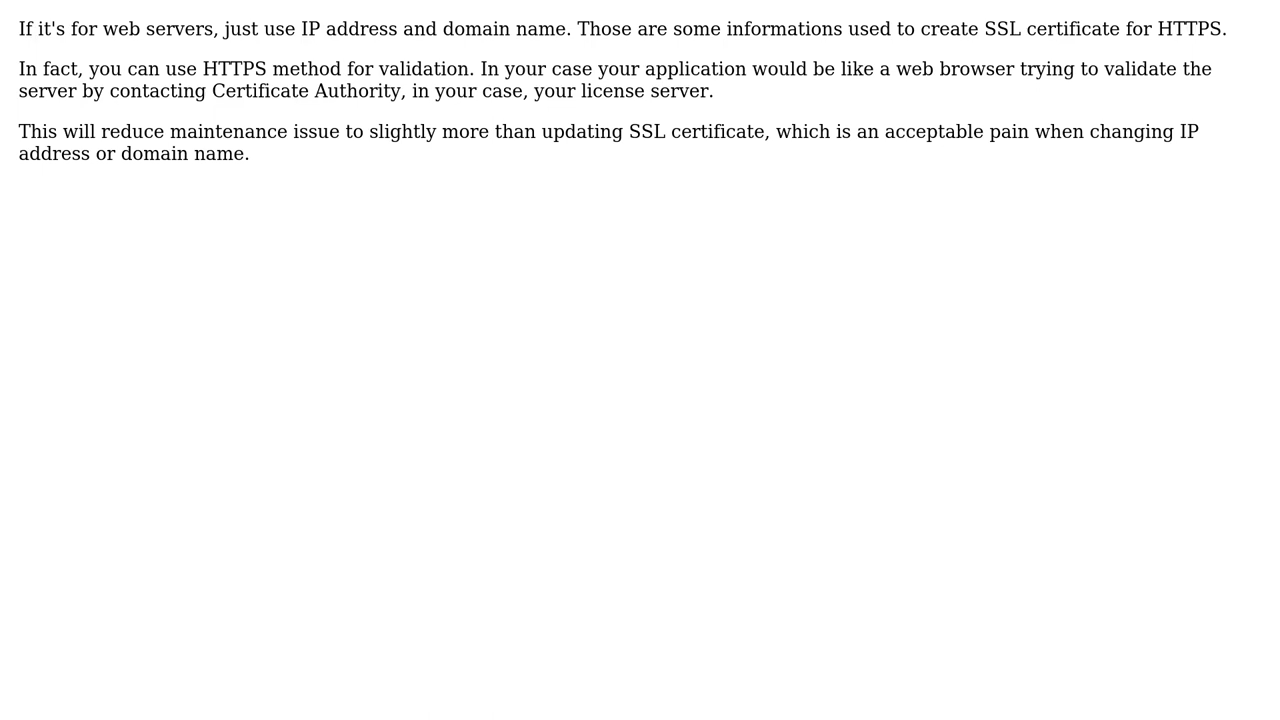 If it's for web servers, just use IP address and domain name. Those are some informations used to create SSL certificate for HTTPS.
In fact, you can use HTTPS method for validation. In your case your application would be like a web browser trying to validate the
server by contacting Certificate Authority, in your case, your license server.
This will reduce maintenance issue to slightly more than updating SSL certificate, which is an acceptable pain when changing IP
address or domain name.